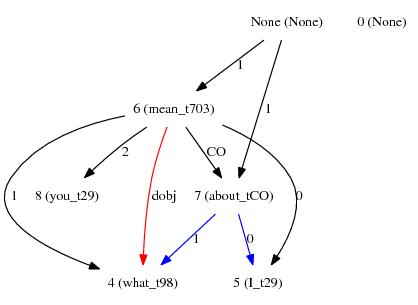 None (None) 0 (None)
1
6 (mean_t703) 1
2 CO
1 8 (you_t29) dobj 7 (about_tCO) 0
1 0
4 (what_t98) 5 (I_t29)